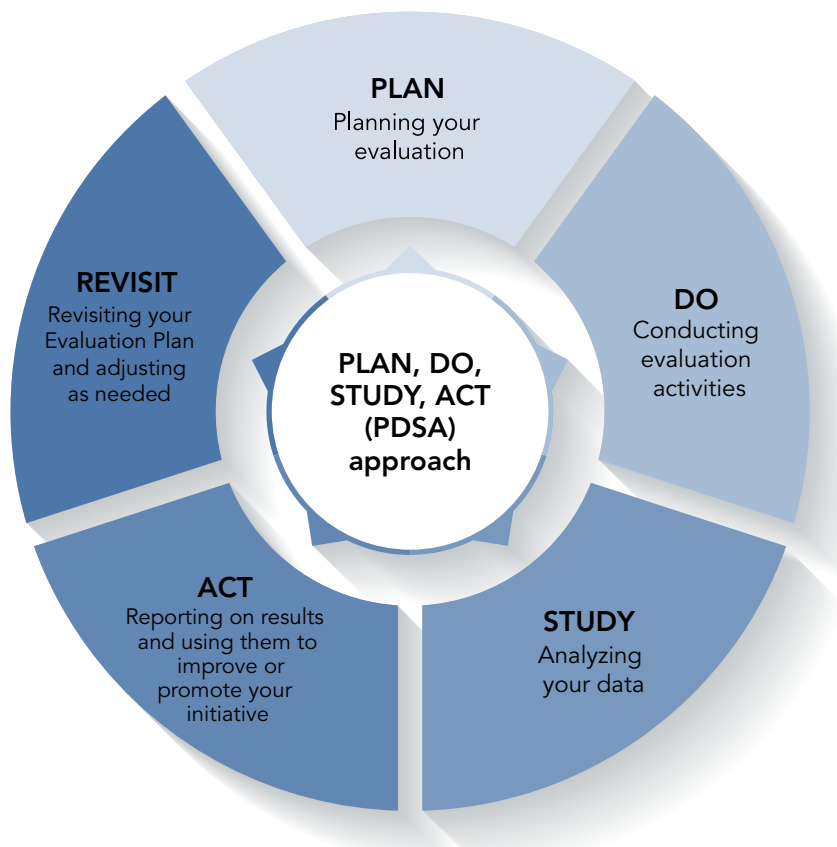 PLAN
Planning your
evaluation
DO
Conducting
evaluation
activities
STUDY
Analyzing
your data
ACT
Reporting on results
and using them to
improve or
promote your
initiative
REVISIT
Revisiting your
Evaluation Plan
and adjusting
as needed
PLAN, DO,
STUDY, ACT
(PDSA)
approach